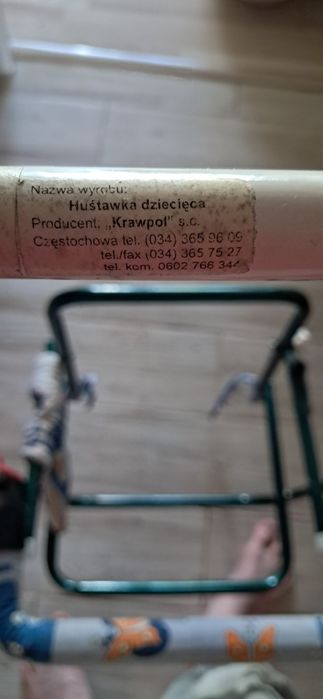 Nazwa wyrobu:
Huśtawka dziecięca
Producent. „Krawpol" s.c.
Częstochowa tel. (034) 365 96 09
tel./fax (034) 365 75 27
tel. kom. 0602 766 344